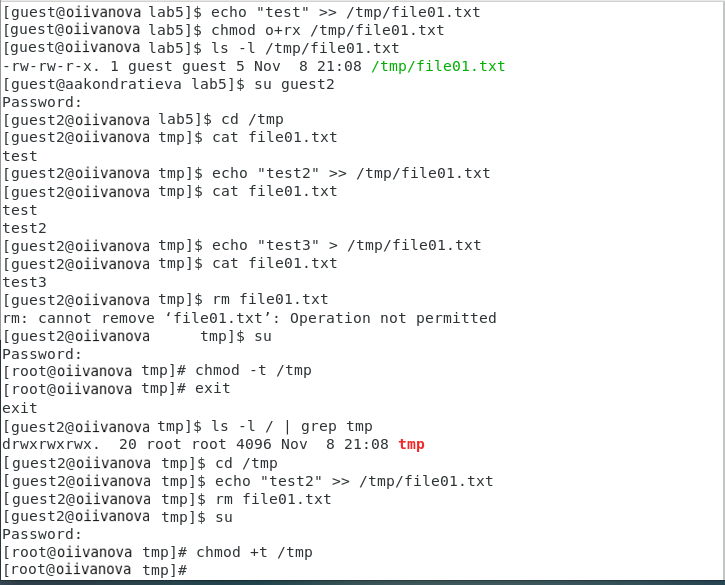 [guest@oiivanova lab5]$ echo "test" >> /tmp/file01.txt
[guest@oiivanova lab5]$ chmod o+rx /tmp/file01.txt
[guest@oiivanova lab5]$ ls -l /tmp/file01.txt
-rw-rw-r-x. 1 guest guest 5 Nov  8 21:08 /tmp/file01.txt
[guest@aakondratieva lab5]$ su guest2
Password:
[guest2@oiivanova lab5]$ cd /tmp
[guest2@oiivanova tmp]$ cat file01.txt
test
[guest2@oiivanova tmp]$ echo "test2" >> /tmp/file01.txt
[guest2@oiivanova tmp]$ cat file01.txt
test
test2
[guest2@oiivanova tmp]$ echo "test3" > /tmp/file01.txt
[guest2@oiivanova tmp]$ cat file01.txt
test3
[guest2@oiivanova tmp]$ rm file01.txt
rm: cannot remove ‘file01.txt’: Operation not permitted
[guest2@oiivanova tmp]$ su
Password:
[root@oiivanova tmp]# chmod -t /tmp
[root@oiivanova tmp]# exit
exit
[guest2@oiivanova tmp]$ ls -l / | grep tmp
drwxrwxrwx.  20 root root 4096 Nov  8 21:08 tmp
[guest2@oiivanova tmp]$ cd /tmp
[guest2@oiivanova tmp]$ echo "test2" >> /tmp/file01.txt
[guest2@oiivanova tmp]$ rm file01.txt
[guest2@oiivanova tmp]$ su
Password:
[root@oiivanova tmp]# chmod +t /tmp
[root@oiivanova tmp]#